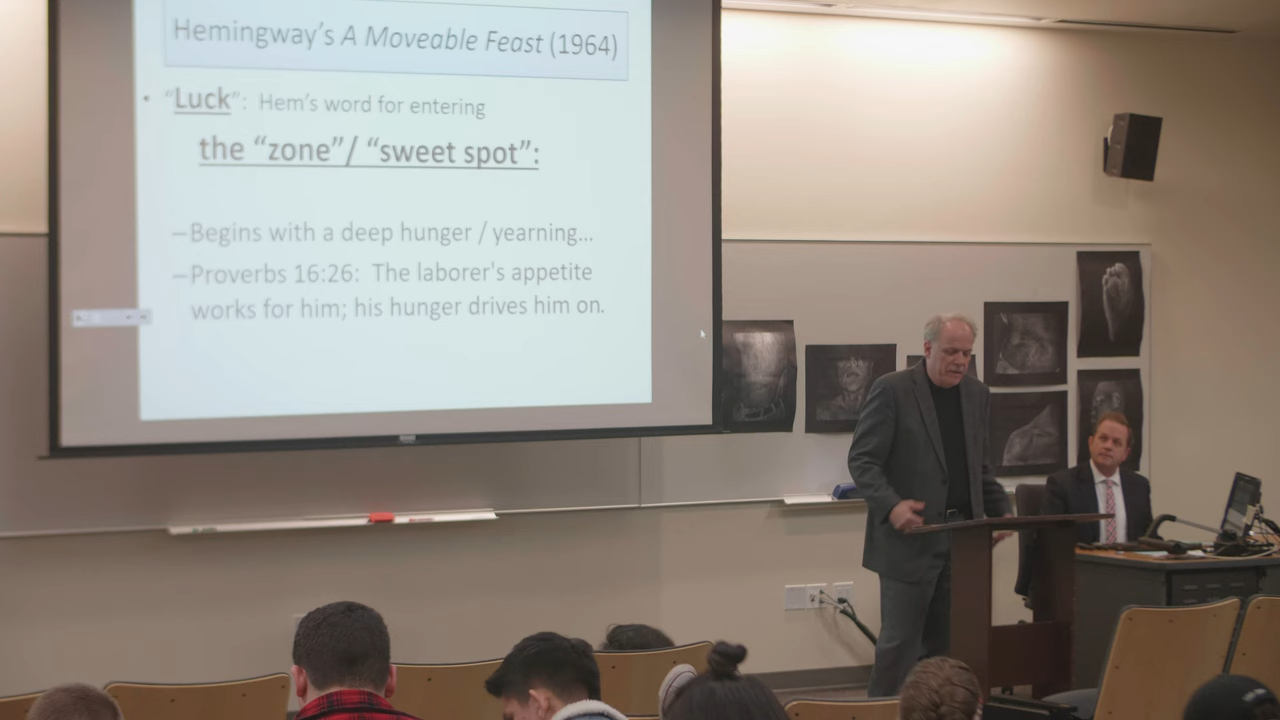 Hemingway's A Moveable Feast (1964)
• "Luck": Hem's word for entering
the "zone"/ "sweet spot":
–Begins with a deep hunger / yearning...
–Proverbs 16:26: The laborer's appetite
works for him; his hunger drives him on.